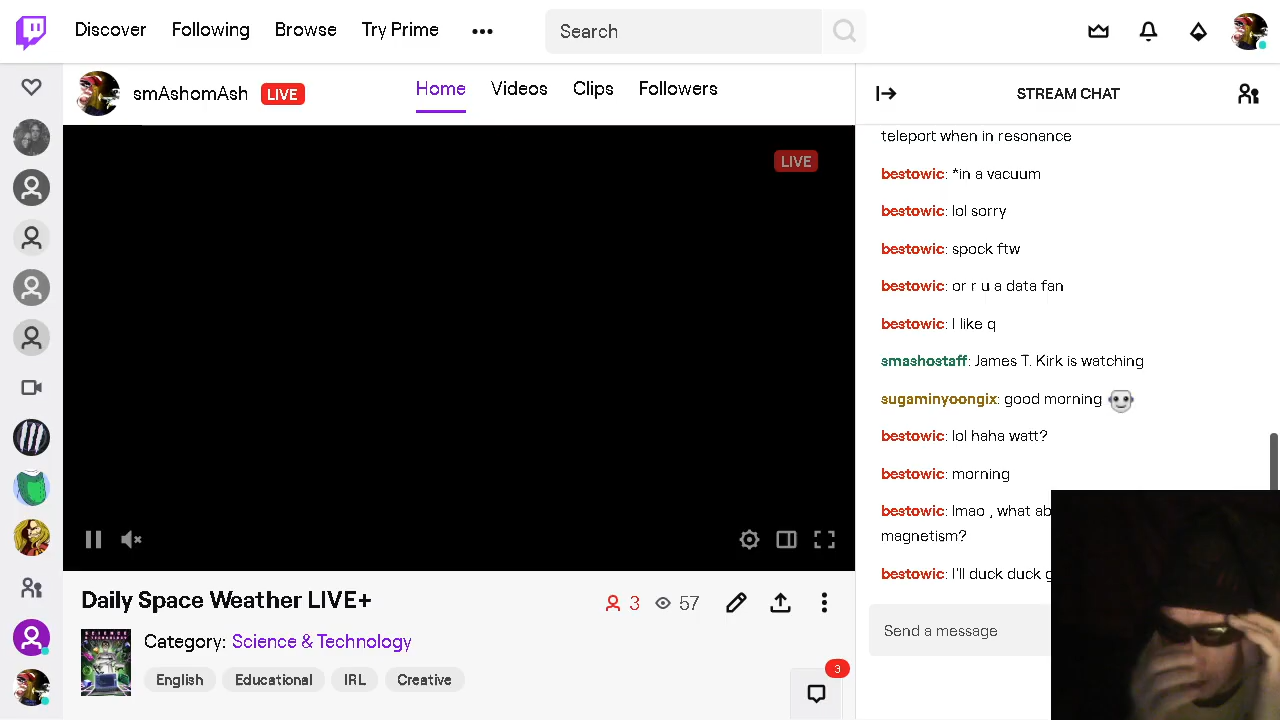 Discover
Following
Browse
Try Prime
Search
smAshomAsh
LIVE
Home
Videos
Clips
Followers
LIVE
Daily Space Weather LIVE+
3
57
Category: Science & Technology
English
Educational
IRL
Creative
3
STREAM CHAT
teleport when in resonance
bestowic: *in a vacuum
bestowic: lol sorry
bestowic: spock ftw
bestowic: or r u a data fan
bestowic: I like q
smashostaff: James T. Kirk is watching
sugaminyoongix: good morning
bestowic: lol haha watt?
bestowic: morning
bestowic: lmao , what
magnetism?
bestowic: I'll duck duck
Send a message